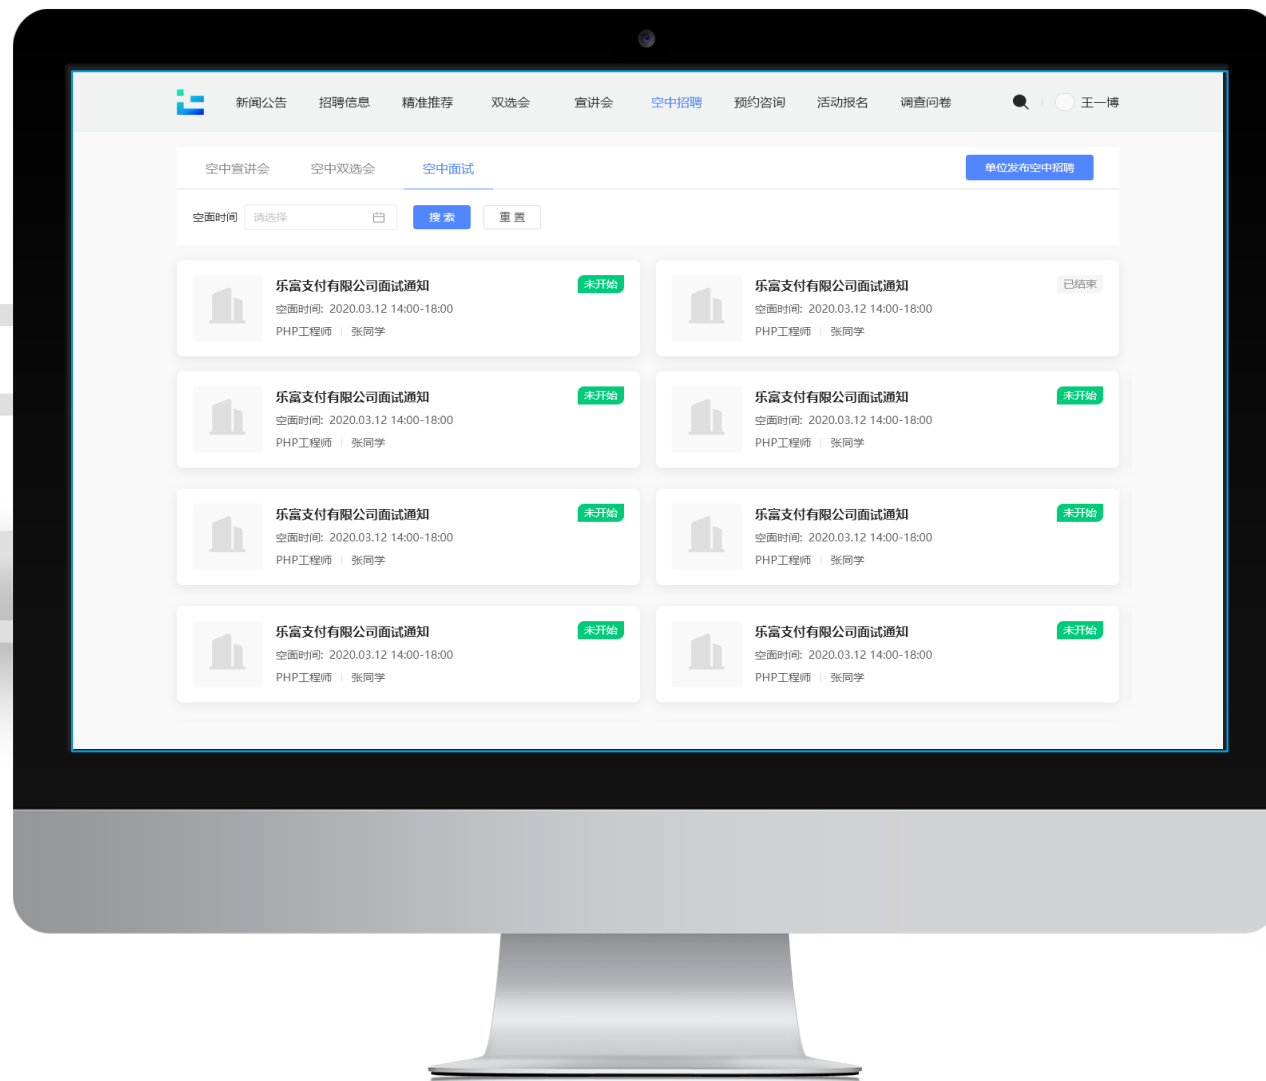 新闻公告 招聘信息 精准推荐 双选会 宣讲会 空中招聘 预约咨询 活动报名 调查问卷 王一博
空中宣讲会 空中双选会 空中面试 单位发布空中招聘
空面时间 请选择 搜索 重置
乐富支付有限公司面试通知 未开始
空面时间: 2020.03.12 14:00-18:00
PHP工程师 张同学
乐富支付有限公司面试通知 已结束
空面时间: 2020.03.12 14:00-18:00
PHP工程师 张同学
乐富支付有限公司面试通知 未开始
空面时间: 2020.03.12 14:00-18:00
PHP工程师 张同学
乐富支付有限公司面试通知 未开始
空面时间: 2020.03.12 14:00-18:00
PHP工程师 张同学
乐富支付有限公司面试通知 未开始
空面时间: 2020.03.12 14:00-18:00
PHP工程师 张同学
乐富支付有限公司面试通知 未开始
空面时间: 2020.03.12 14:00-18:00
PHP工程师 张同学
乐富支付有限公司面试通知 未开始
空面时间: 2020.03.12 14:00-18:00
PHP工程师 张同学
乐富支付有限公司面试通知 未开始
空面时间: 2020.03.12 14:00-18:00
PHP工程师 张同学